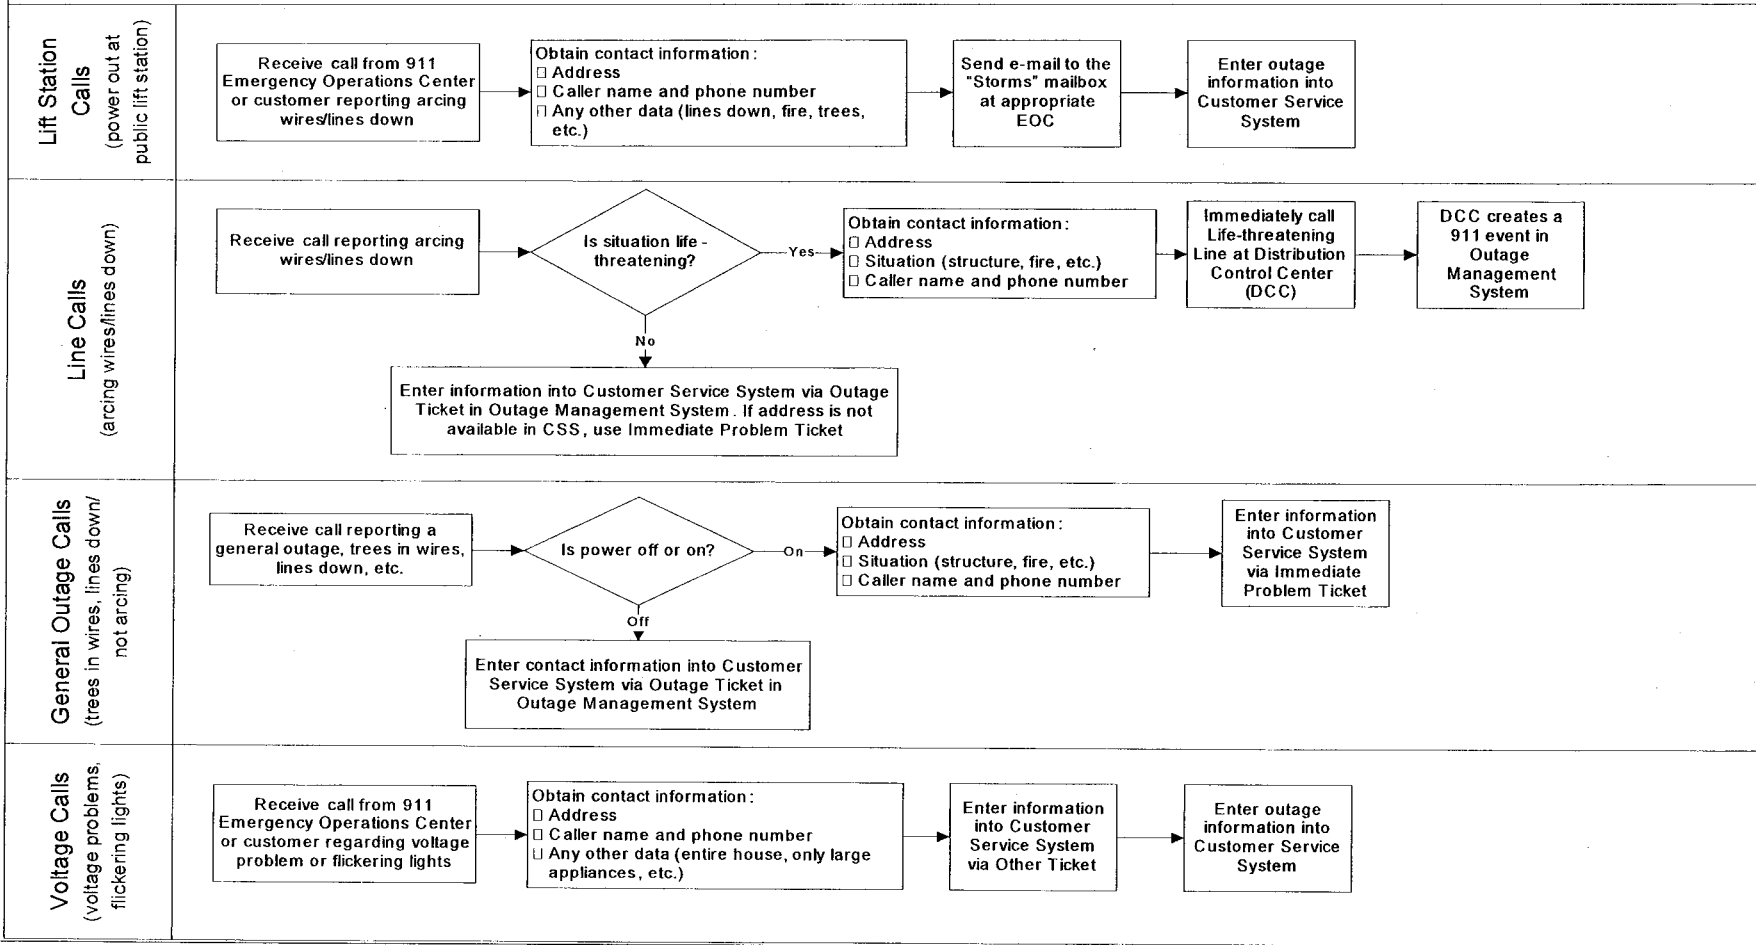 Lift Station
Calls
(power out at
public lift station)
Receive call from 911
Emergency Operations Center
or customer reporting arcing
wires/lines down
Obtain contact information:
Address
Caller name and phone number
Any other data (lines down, fire, trees,
etc.)
Send e-mail to the
"Storms" mailbox
at appropriate
EOC
Enter outage
information into
Customer Service
System
Line Calls
(arcing wires/lines down)
Receive call reporting arcing
wires/lines down
Is situation life-
threatening?
Yes
Obtain contact information:
Address
Situation (structure, fire, etc.)
Caller name and phone number
Immediately call
Life-threatening
Line at Distribution
Control Center
(DCC)
DCC creates a
911 event in
Outage
Management
System
No
Enter information into Customer Service System via Outage
Ticket in Outage Management System. If address is not
available in CSS, use Immediate Problem Ticket
General Outage Calls
(trees in wires, lines down/
not arcing)
Receive call reporting a
general outage, trees in wires,
lines down, etc.
Is power off or on?
On
Obtain contact information:
Address
Situation (structure, fire, etc.)
Caller name and phone number
Enter information
into Customer
Service System
via Immediate
Problem Ticket
Off
Enter contact information into Customer
Service System via Outage Ticket in
Outage Management System
Voltage Calls
(voltage problems,
flickering lights)
Receive call from 911
Emergency Operations Center
or customer regarding voltage
problem or flickering lights
Obtain contact information:
Address
Caller name and phone number
Any other data (entire house, only large
appliances, etc.)
Enter information
into Customer
Service System
via Other Ticket
Enter outage
information into
Customer Service
System